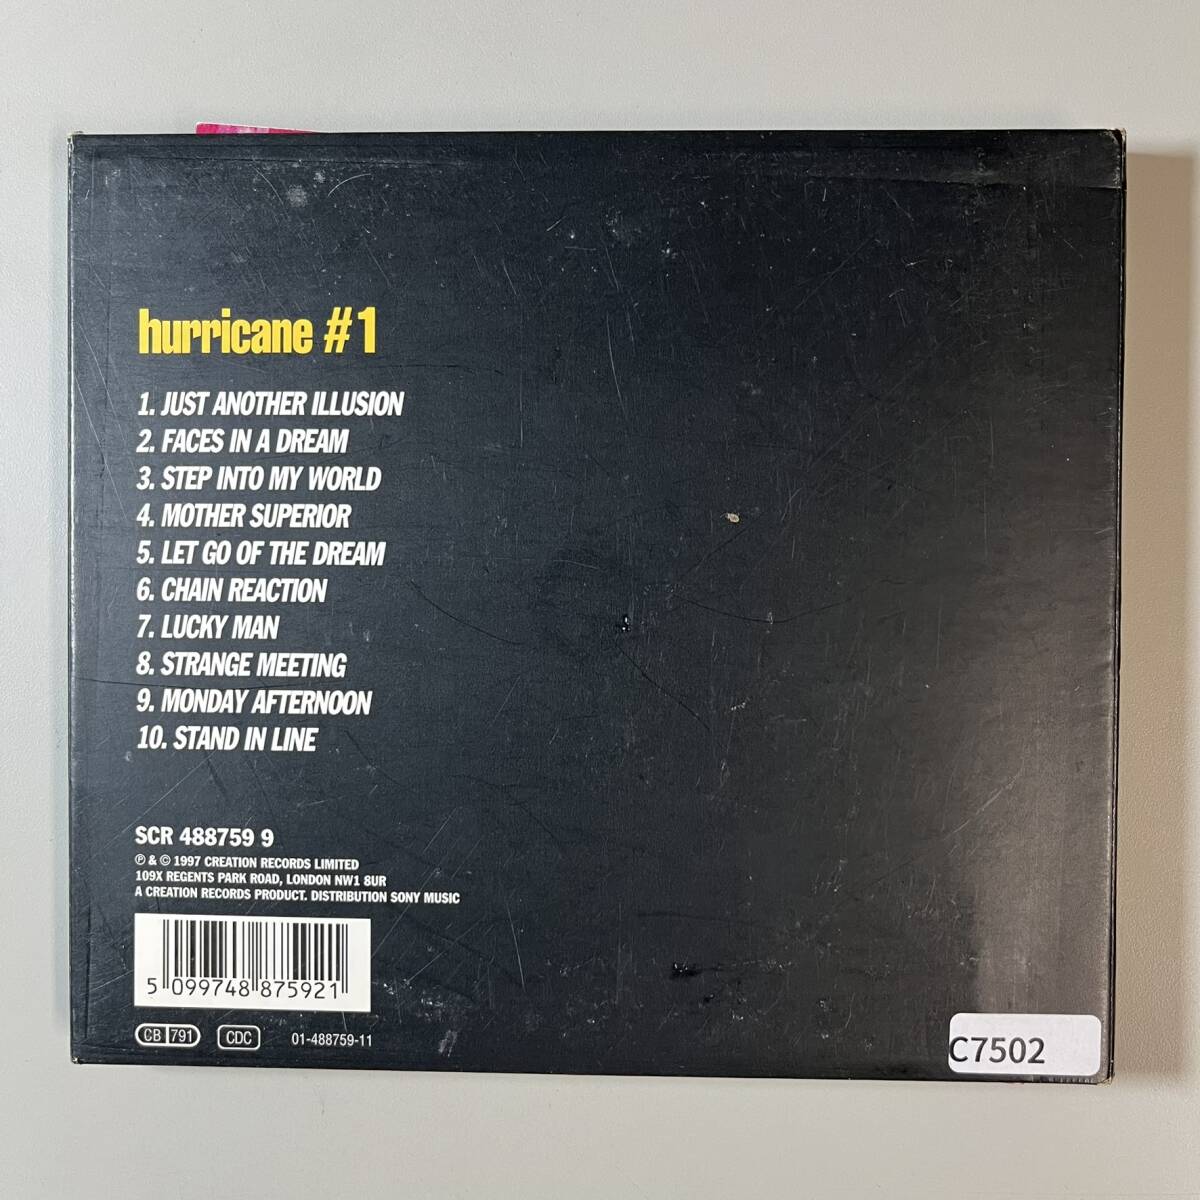 hurricane #1
1. JUST ANOTHER ILLUSION
2. FACES IN A DREAM
3. STEP INTO MY WORLD
4. MOTHER SUPERIOR
5. LET GO OF THE DREAM
6. CHAIN REACTION
7. LUCKY MAN
8. STRANGE MEETING
9. MONDAY AFTERNOON
10. STAND IN LINE
SCR 488759 9
℗ & © 1997 CREATION RECORDS LIMITED
109X REGENTS PARK ROAD, LONDON NW1 8UR
A CREATION RECORDS PRODUCT. DISTRIBUTION SONY MUSIC
5 099748 875921
CB 791 CDC 01-488759-11
C7502